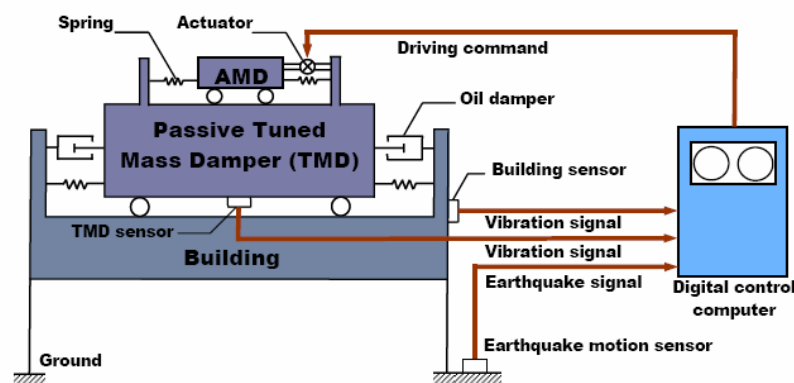 Spring
Actuator
Driving command
AMD
Oil damper
Passive Tuned
Mass Damper (TMD)
Building sensor
TMD sensor
Vibration signal
Vibration signal
Building
Earthquake signal
Digital control
computer
Ground
Earthquake motion sensor